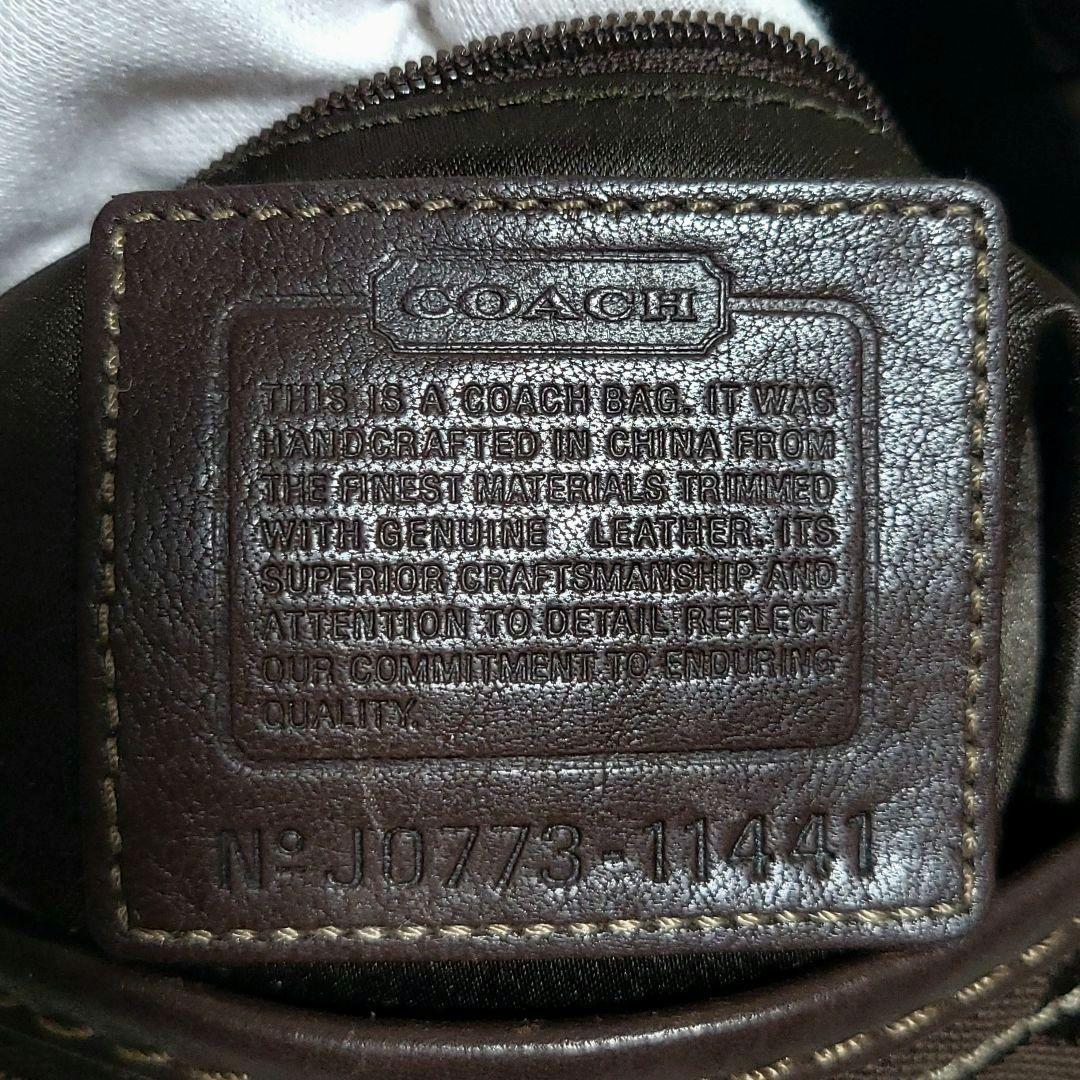 COACH
THIS IS A COACH BAG. IT WAS
HANDCRAFTED IN CHINA FROM
THE FINEST MATERIALS TRIMMED
WITH GENUINE LEATHER. ITS
SUPERIOR CRAFTSMANSHIP AND
ATTENTION TO DETAIL REFLECT
OUR COMMITMENT TO ENDURING
QUALITY.
Nº J0773-11441